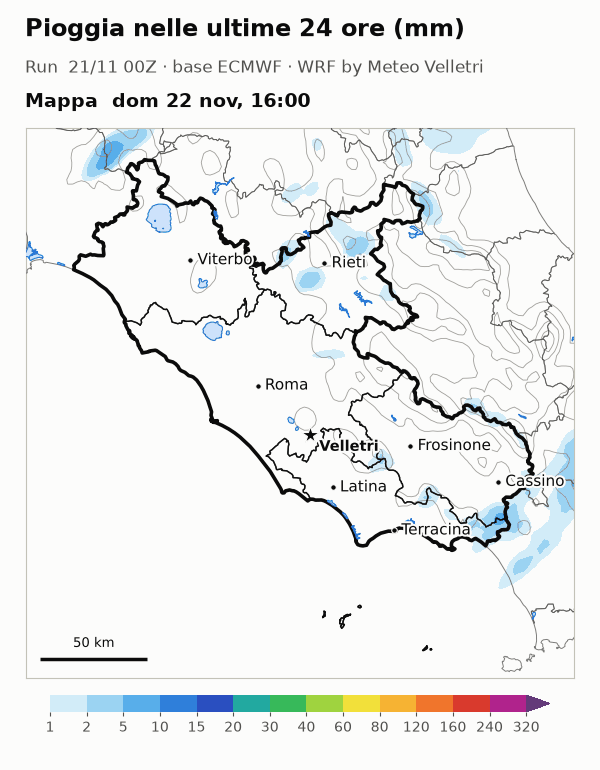 Pioggia nelle ultime 24 ore (mm)
Run  21/11 00Z · base ECMWF · WRF by Meteo Velletri
Mappa  dom 22 nov, 16:00
Viterbo
Rieti
Roma
Velletri
Frosinone
Latina
Cassino
Terracina
50 km
1 2 5 10 15 20 30 40 60 80 120 160 240 320